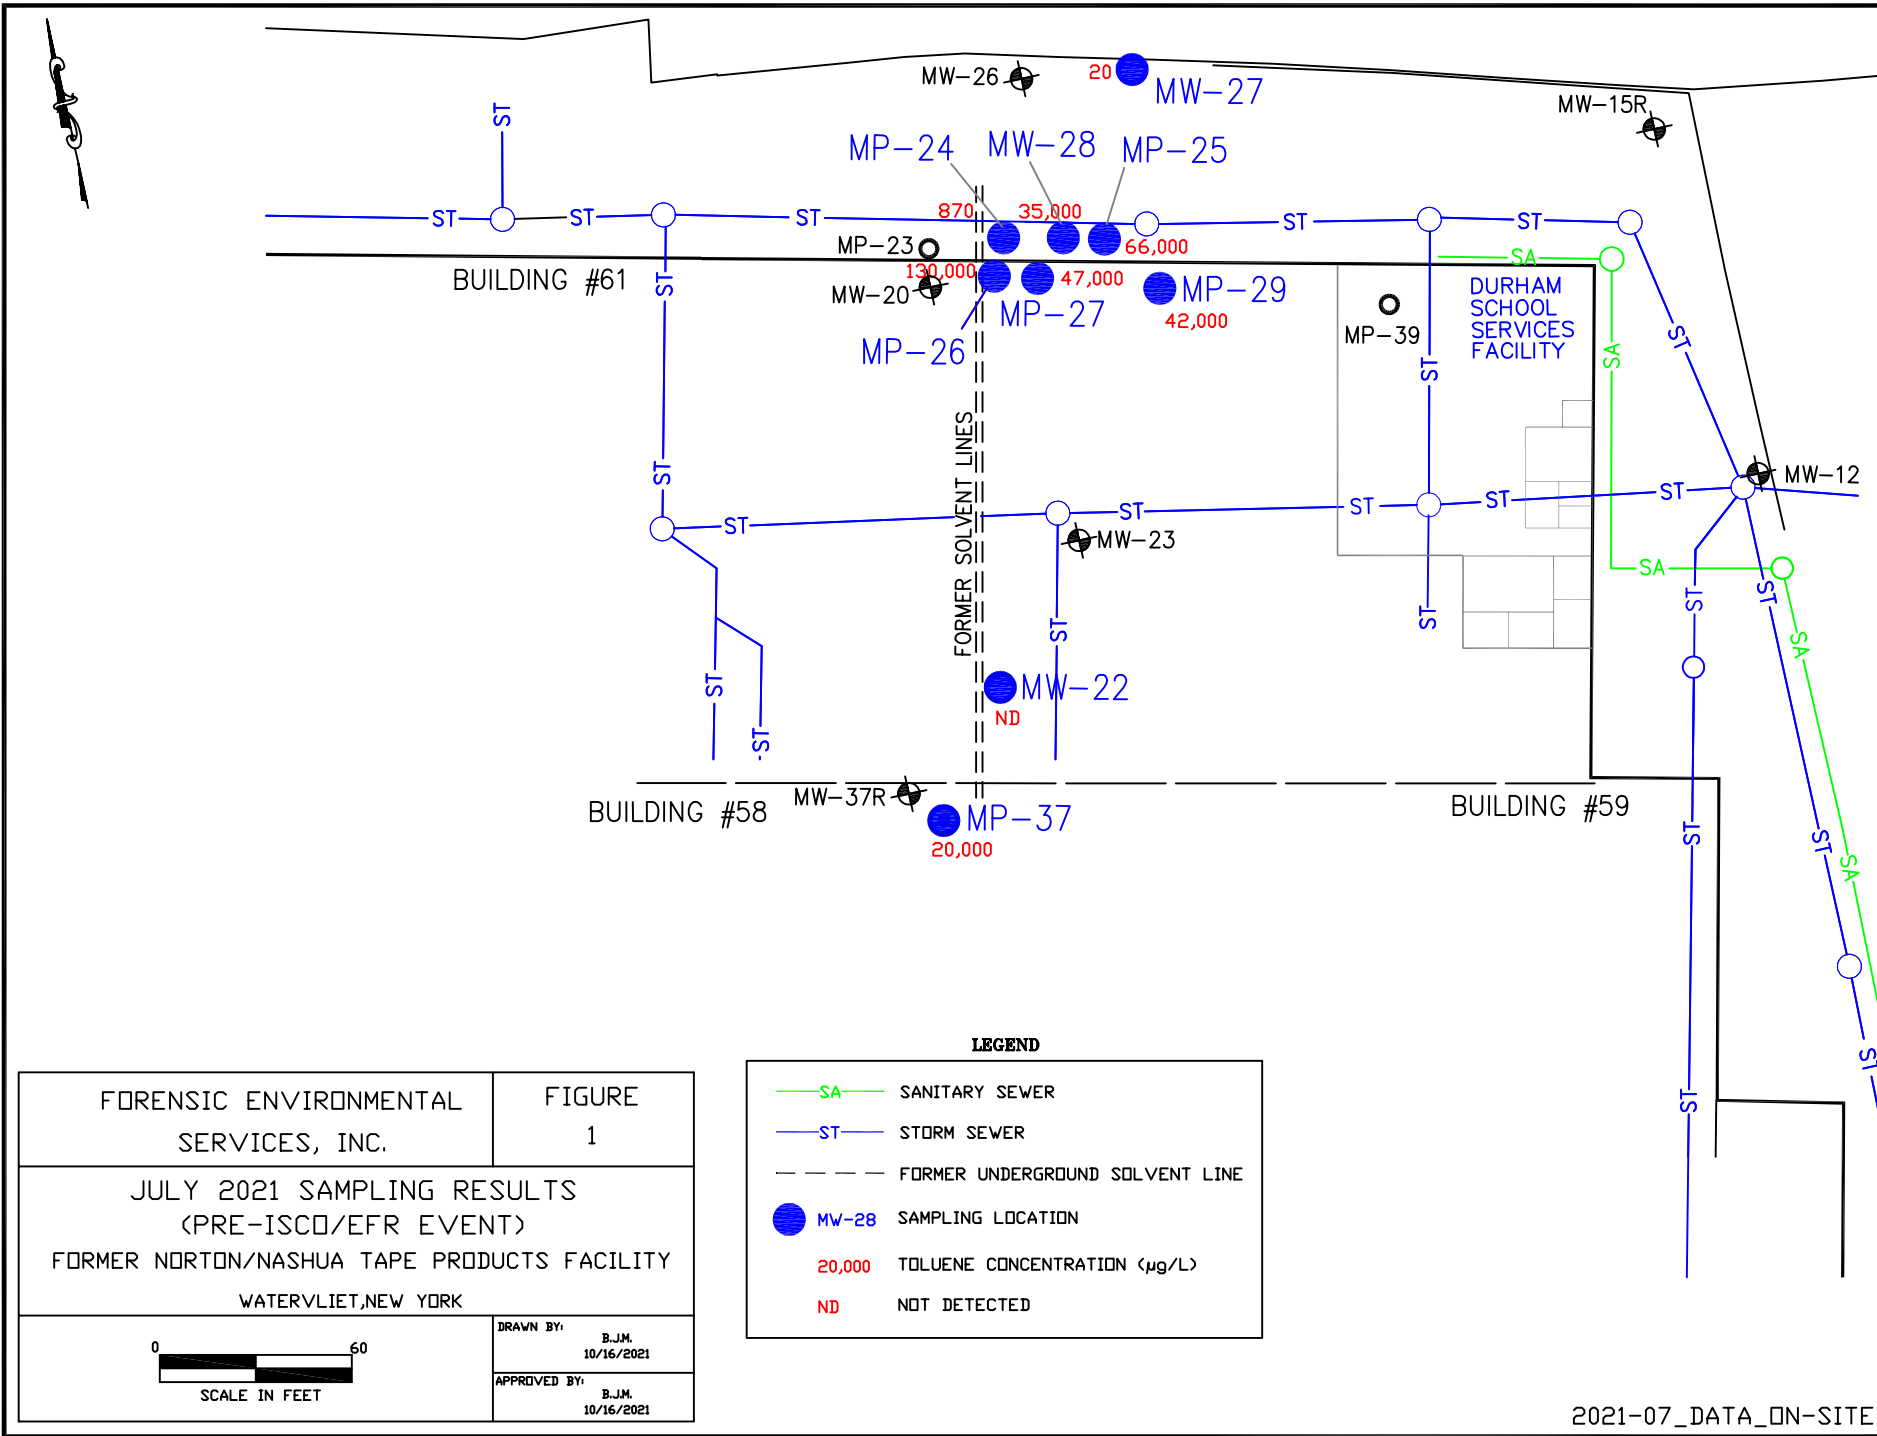 MW-26
20
MW-27
MW-15R
ST
MP-24
MW-28
MP-25
870
35,000
ST
ST
ST
ST
ST
MP-23
66,000
SA
BUILDING #61
ST
130,000
MW-20
47,000
MP-29
42,000
MP-27
MP-26
MP-39
DURHAM
SCHOOL
SERVICES
FACILITY
ST
SA
ST
FORMER SOLVENT LINES
ST
ST
ST
ST
ST
ST
MW-12
MW-23
SA
ST
ST
ST
ST
SA
ST
ST
MW-22
ND
BUILDING #58
MW-37R
MP-37
20,000
BUILDING #59
ST
ST
SA
ST
ST
LEGEND
SA SANITARY SEWER
ST STORM SEWER
FORMER UNDERGROUND SOLVENT LINE
MW-28 SAMPLING LOCATION
20,000 TOLUENE CONCENTRATION (µg/L)
ND NOT DETECTED
FORENSIC ENVIRONMENTAL
SERVICES, INC.
FIGURE
1
JULY 2021 SAMPLING RESULTS
(PRE-ISCO/EFR EVENT)
FORMER NORTON/NASHUA TAPE PRODUCTS FACILITY
WATERVLIET,NEW YORK
0 60
SCALE IN FEET
DRAWN BY:
B.J.M.
10/16/2021
APPROVED BY:
B.J.M.
10/16/2021
2021-07_DATA_ON-SITE